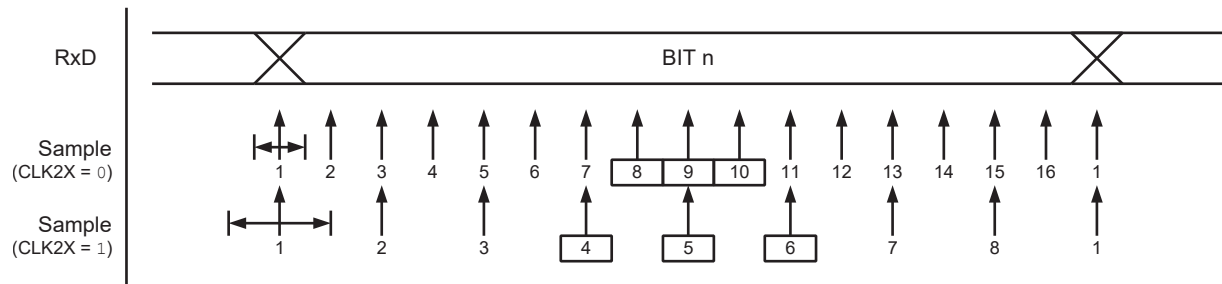 RxD
BIT n
Sample
(CLK2X = 0)
1 2 3 4 5 6 7 8 9 10 11 12 13 14 15 16 1
Sample
(CLK2X = 1)
1 2 3 4 5 6 7 8 1